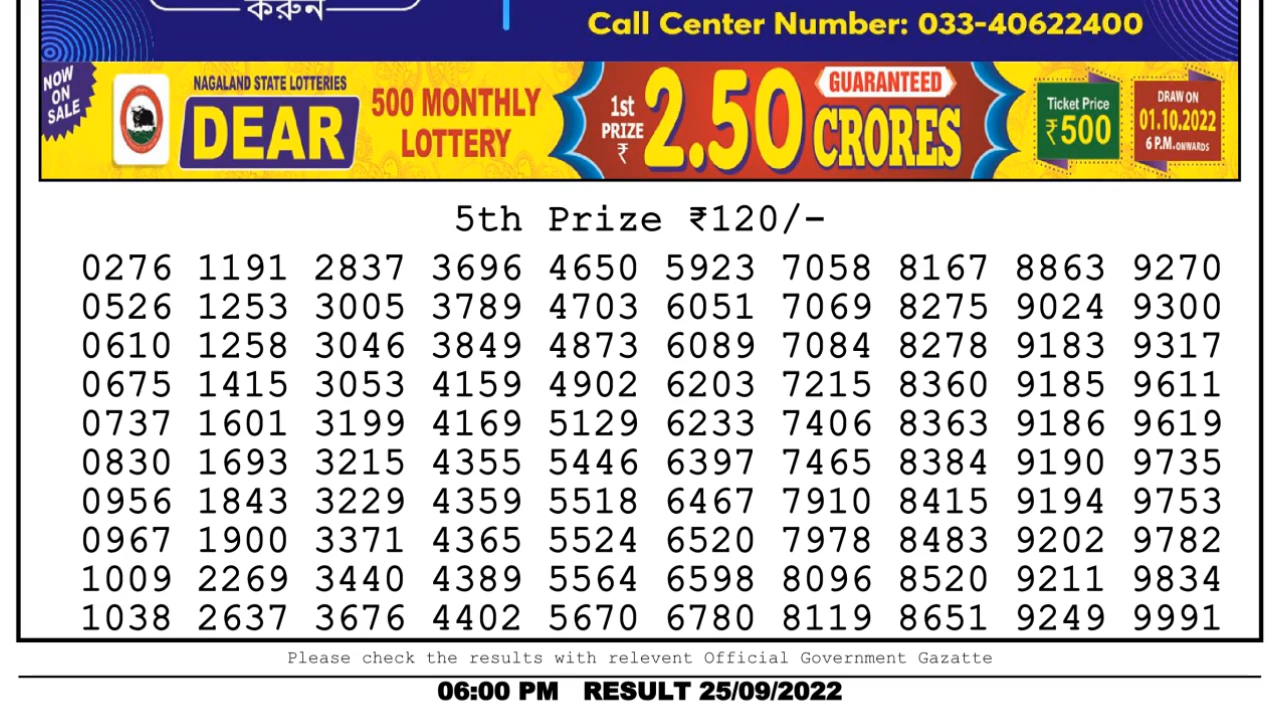 করুন
Call Center Number: 033-40622400
NOW
ON
SALE
NAGALAND STATE LOTTERIES
DEAR
500 MONTHLY
LOTTERY
1st
PRIZE
₹
2.50
GUARANTEED
CRORES
Ticket Price
₹500
DRAW ON
01.10.2022
6 P.M. ONWARDS
5th Prize ₹120/-
0276 1191 2837 3696 4650 5923 7058 8167 8863 9270
0526 1253 3005 3789 4703 6051 7069 8275 9024 9300
0610 1258 3046 3849 4873 6089 7084 8278 9183 9317
0675 1415 3053 4159 4902 6203 7215 8360 9185 9611
0737 1601 3199 4169 5129 6233 7406 8363 9186 9619
0830 1693 3215 4355 5446 6397 7465 8384 9190 9735
0956 1843 3229 4359 5518 6467 7910 8415 9194 9753
0967 1900 3371 4365 5524 6520 7978 8483 9202 9782
1009 2269 3440 4389 5564 6598 8096 8520 9211 9834
1038 2637 3676 4402 5670 6780 8119 8651 9249 9991
Please check the results with relevent Official Government Gazatte
06:00 PM RESULT 25/09/2022